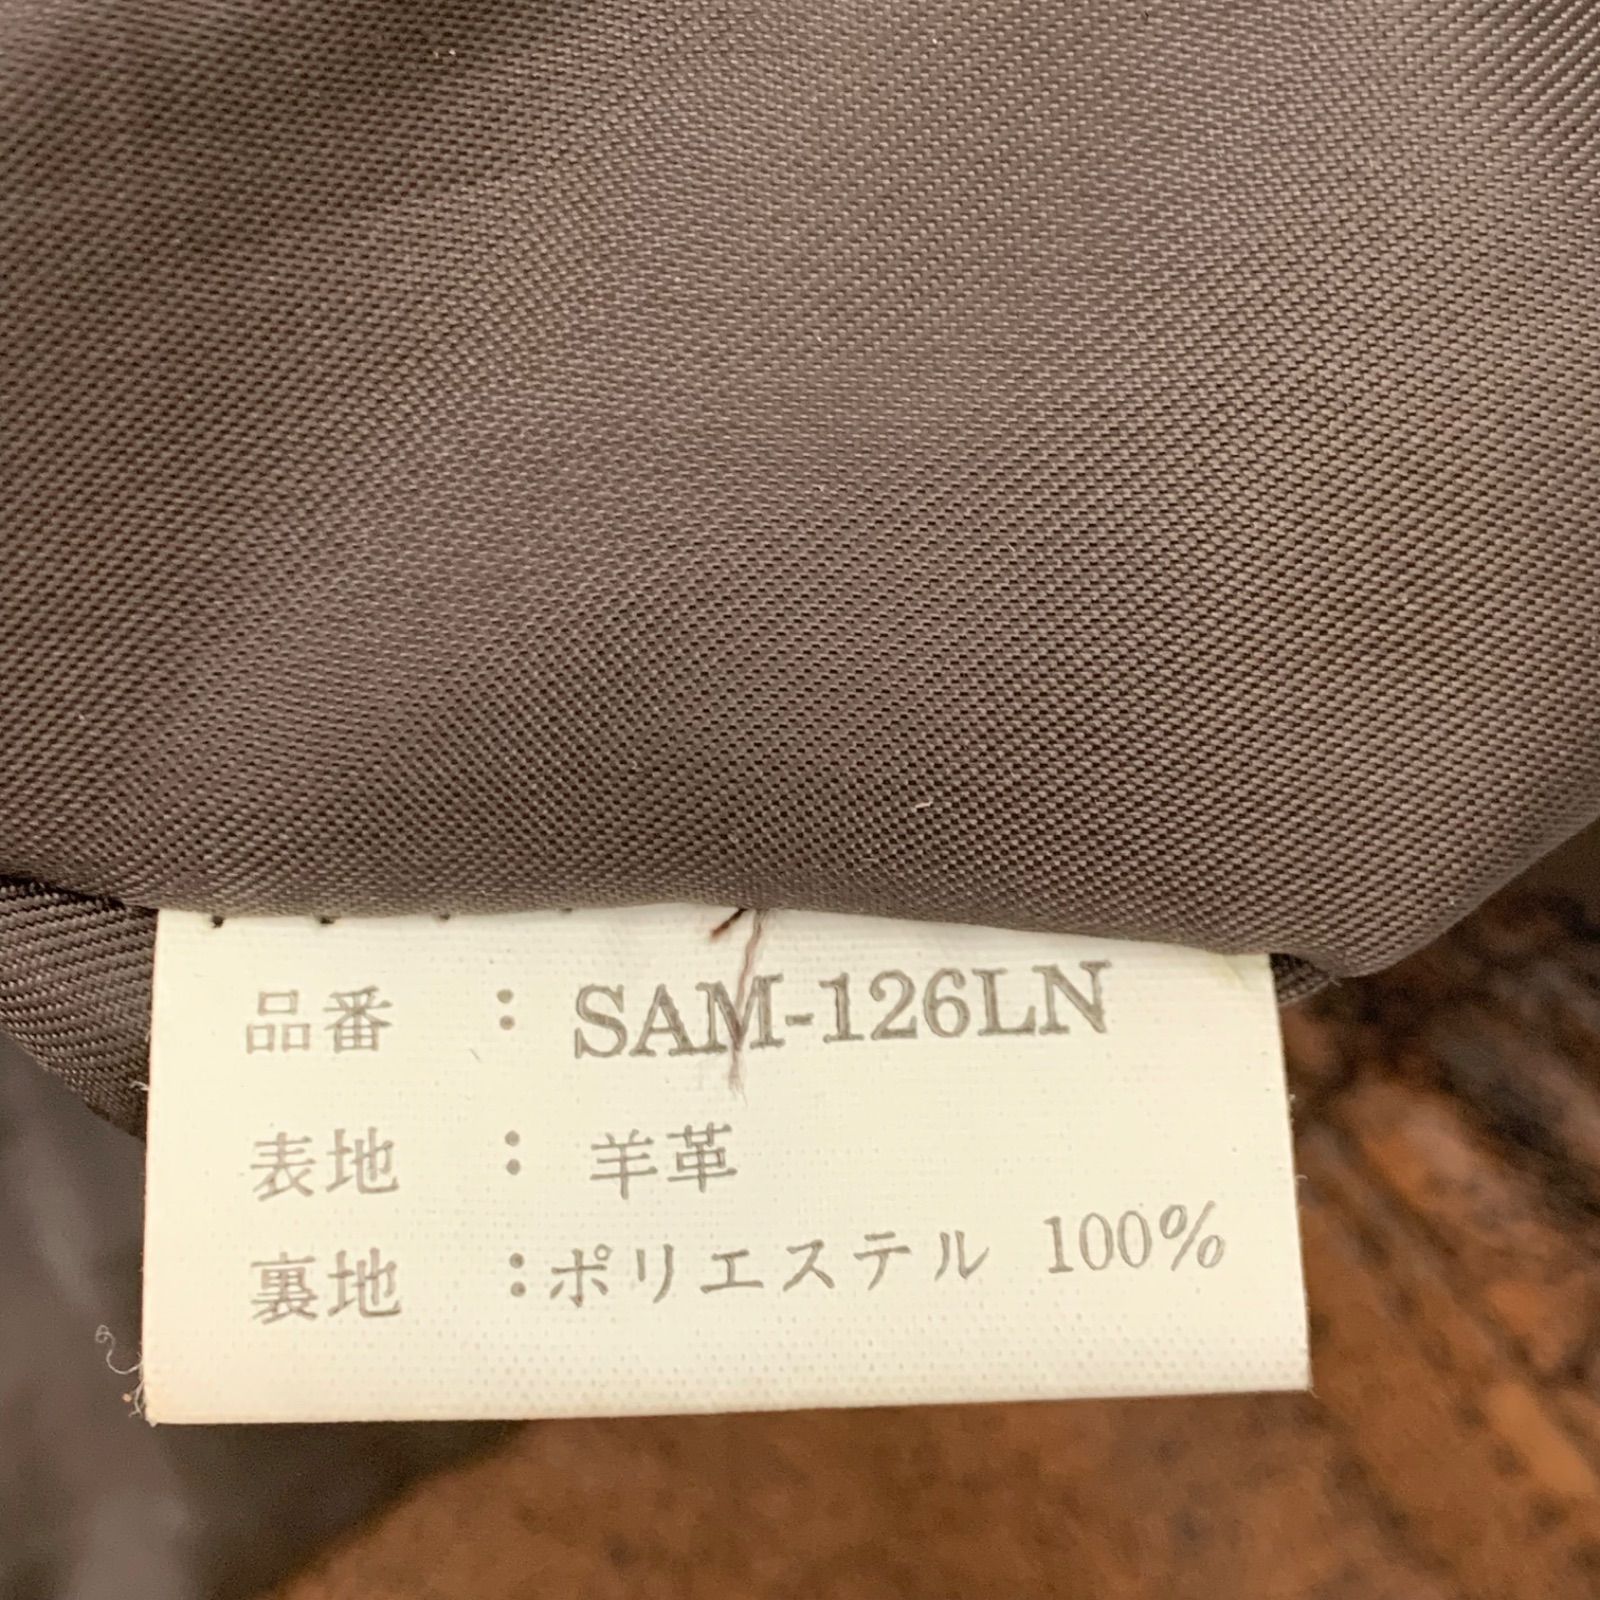 品番 : SAM-126LN
表地 : 羊革
裏地 :ポリエステル 100%